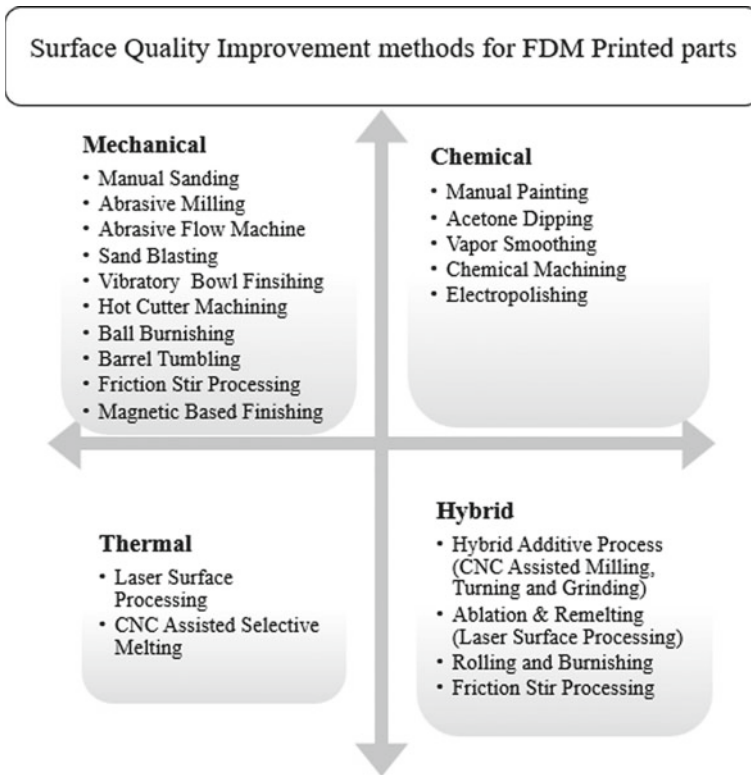 Surface Quality Improvement methods for FDM Printed parts
Mechanical
• Manual Sanding
• Abrasive Milling
• Abrasive Flow Machine
• Sand Blasting
• Vibratory Bowl Finsihing
• Hot Cutter Machining
• Ball Burnishing
• Barrel Tumbling
• Friction Stir Processing
• Magnetic Based Finishing
Chemical
• Manual Painting
• Acetone Dipping
• Vapor Smoothing
• Chemical Machining
• Electropolishing
Thermal
• Laser Surface
Processing
• CNC Assisted Selective
Melting
Hybrid
• Hybrid Additive Process
(CNC Assisted Milling,
Turning and Grinding)
• Ablation & Remelting
(Laser Surface Processing)
• Rolling and Burnishing
• Friction Stir Processing